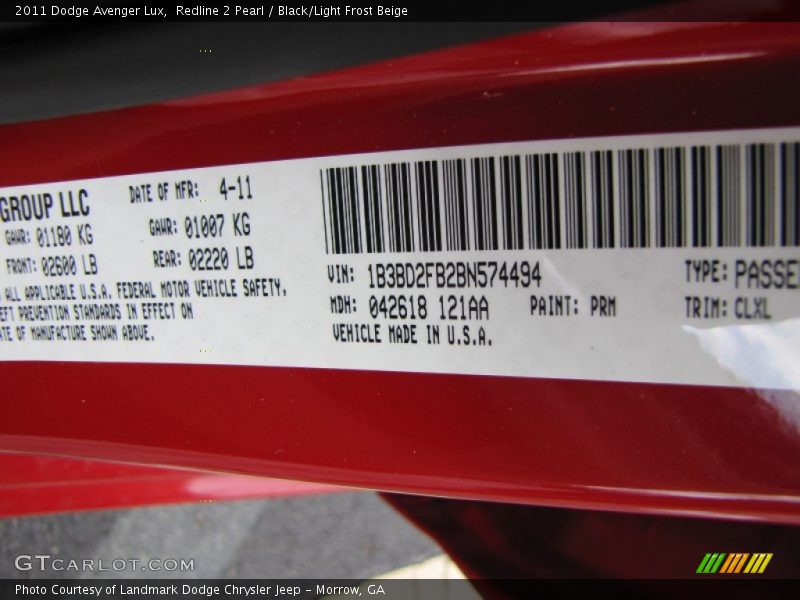 2011 Dodge Avenger Lux,  Redline 2 Pearl / Black/Light Frost Beige
GROUP LLC
DATE OF MFR: 4-11
GAWR: 01180 KG
GAWR: 01007 KG
FRONT: 02600 LB
REAR: 02220 LB
ALL APPLICABLE U.S.A. FEDERAL MOTOR VEHICLE SAFETY,
EFT PREVENTION STANDARDS IN EFFECT ON
TE OF MANUFACTURE SHOWN ABOVE.
VIN: 1B3BD2FB2BN574494
TYPE: PASSE
MDH: 042618 121AA
PAINT: PRM
TRIM: CLXL
VEHICLE MADE IN U.S.A.
GTCARLOT.COM
Photo Courtesy of Landmark Dodge Chrysler Jeep – Morrow, GA